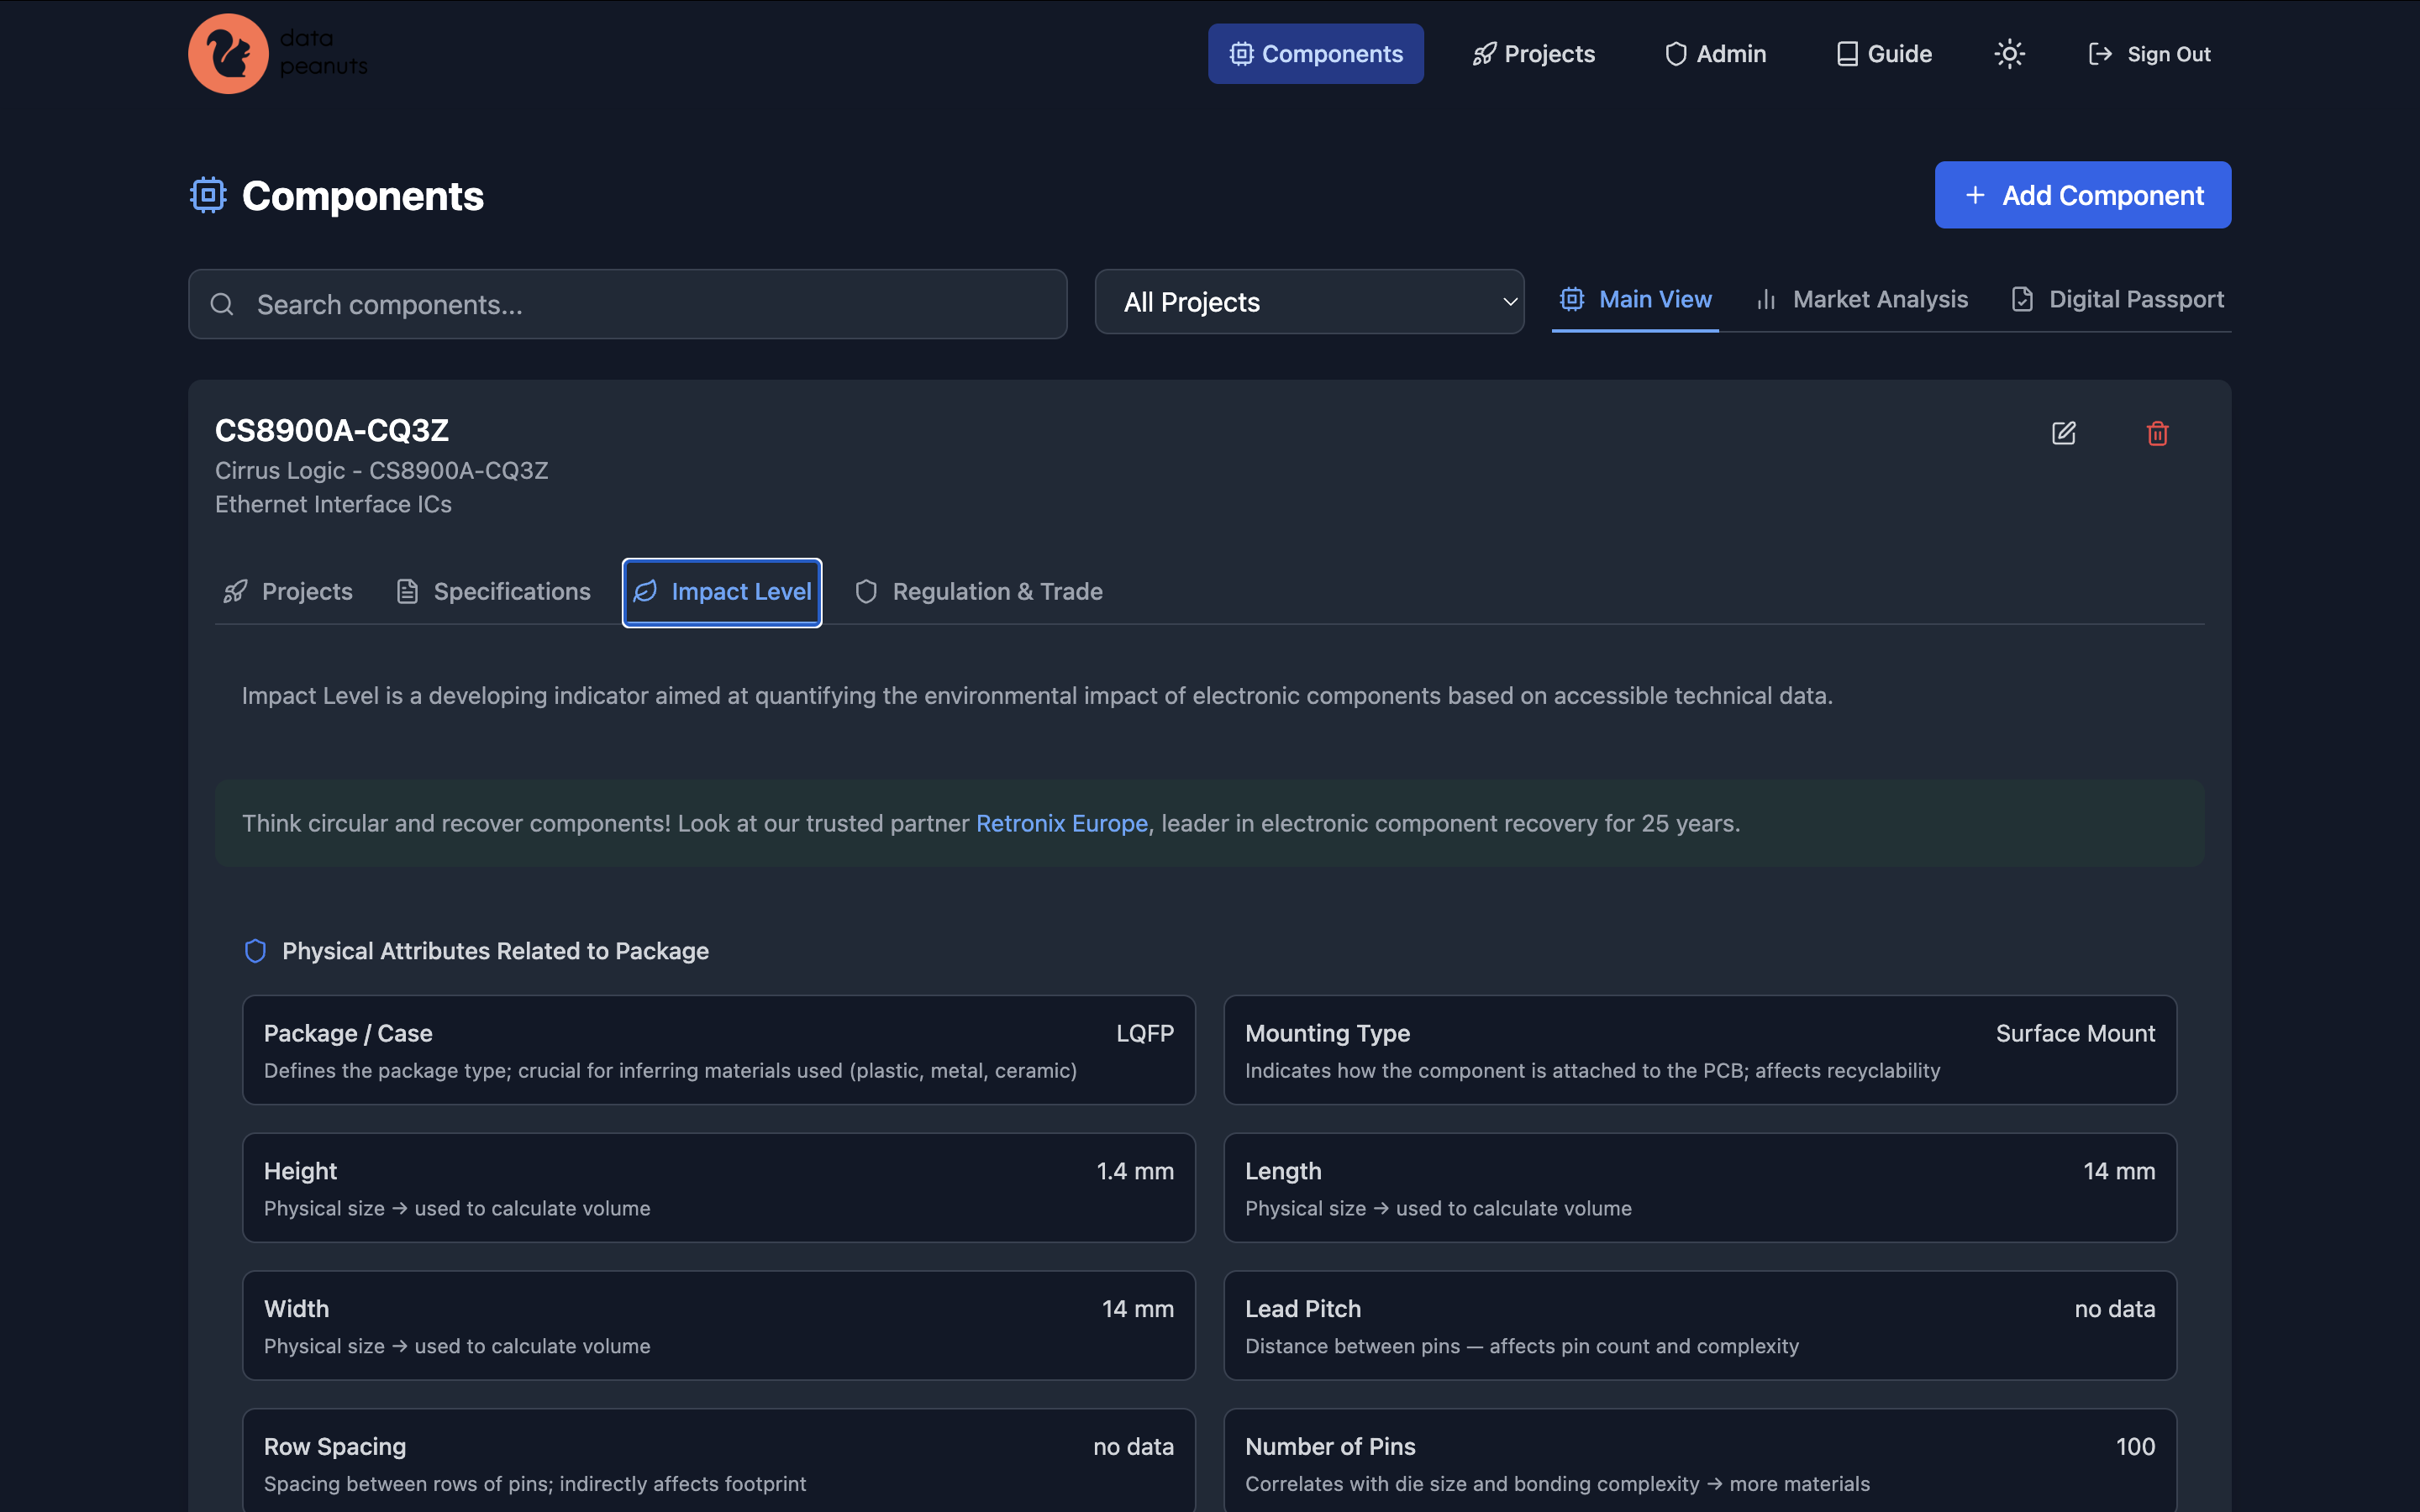 data
peanuts
Components
Projects
Admin
Guide
Sign Out
Components
+ Add Component
Search components...
All Projects
Main View
Market Analysis
Digital Passport
CS8900A-CQ3Z
Cirrus Logic - CS8900A-CQ3Z
Ethernet Interface ICs
Projects
Specifications
Impact Level
Regulation & Trade
Impact Level is a developing indicator aimed at quantifying the environmental impact of electronic components based on accessible technical data.
Think circular and recover components! Look at our trusted partner Retronix Europe, leader in electronic component recovery for 25 years.
Physical Attributes Related to Package
Package / Case LQFP
Defines the package type; crucial for inferring materials used (plastic, metal, ceramic)
Mounting Type Surface Mount
Indicates how the component is attached to the PCB; affects recyclability
Height 1.4 mm
Physical size → used to calculate volume
Length 14 mm
Physical size → used to calculate volume
Width 14 mm
Physical size → used to calculate volume
Lead Pitch no data
Distance between pins — affects pin count and complexity
Row Spacing no data
Spacing between rows of pins; indirectly affects footprint
Number of Pins 100
Correlates with die size and bonding complexity → more materials